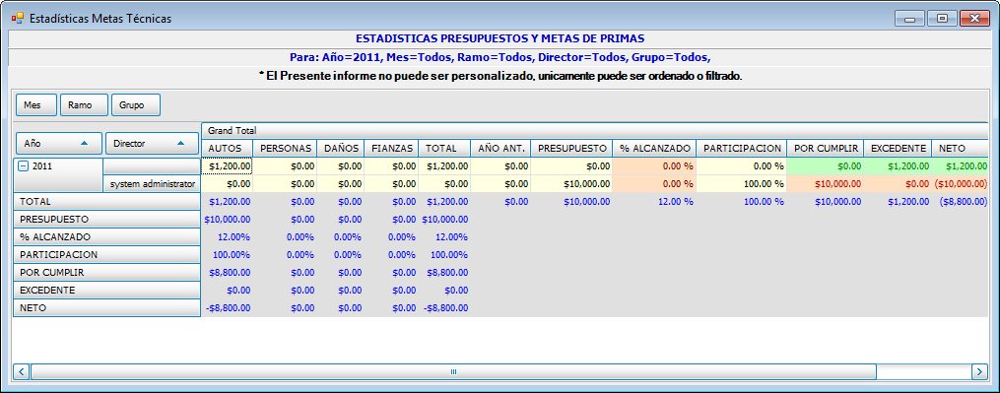 Estadísticas Metas Técnicas
ESTADISTICAS PRESUPUESTOS Y METAS DE PRIMAS
Para: Año=2011, Mes=Todos, Ramo=Todos, Director=Todos, Grupo=Todos,
* El Presente informe no puede ser personalizado, unicamente puede ser ordenado o filtrado.
Mes Ramo Grupo
Grand Total
Año Director AUTOS PERSONAS DAÑOS FIANZAS TOTAL AÑO ANT. PRESUPUESTO % ALCANZADO PARTICIPACION POR CUMPLIR EXCEDENTE NETO
2011 $1,200.00 $0.00 $0.00 $0.00 $1,200.00 $0.00 $0.00 0.00 % 0.00 % $0.00 $1,200.00 $1,200.00
system administrator $0.00 $0.00 $0.00 $0.00 $0.00 $0.00 $10,000.00 0.00 % 100.00 % $10,000.00 $0.00 ($10,000.00)
TOTAL $1,200.00 $0.00 $0.00 $0.00 $1,200.00 $0.00 $10,000.00 12.00 % 100.00 % $10,000.00 $1,200.00 ($8,800.00)
PRESUPUESTO $10,000.00 $0.00 $0.00 $0.00 $10,000.00
% ALCANZADO 12.00% 0.00% 0.00% 0.00% 12.00%
PARTICIPACION 100.00% 0.00% 0.00% 0.00% 100.00%
POR CUMPLIR $8,800.00 $0.00 $0.00 $0.00 $8,800.00
EXCEDENTE $0.00 $0.00 $0.00 $0.00 $0.00
NETO -$8,800.00 $0.00 $0.00 $0.00 -$8,800.00